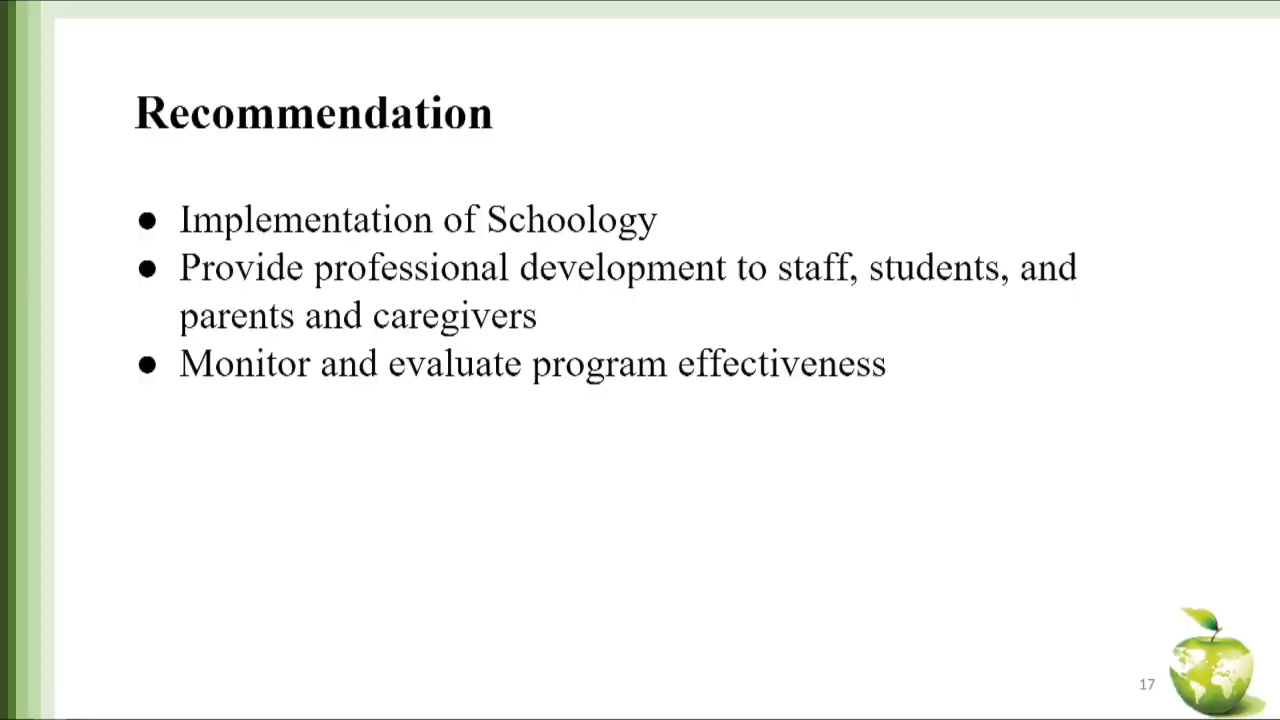 Recommendation
● Implementation of Schoology
● Provide professional development to staff, students, and
parents and caregivers
● Monitor and evaluate program effectiveness
17